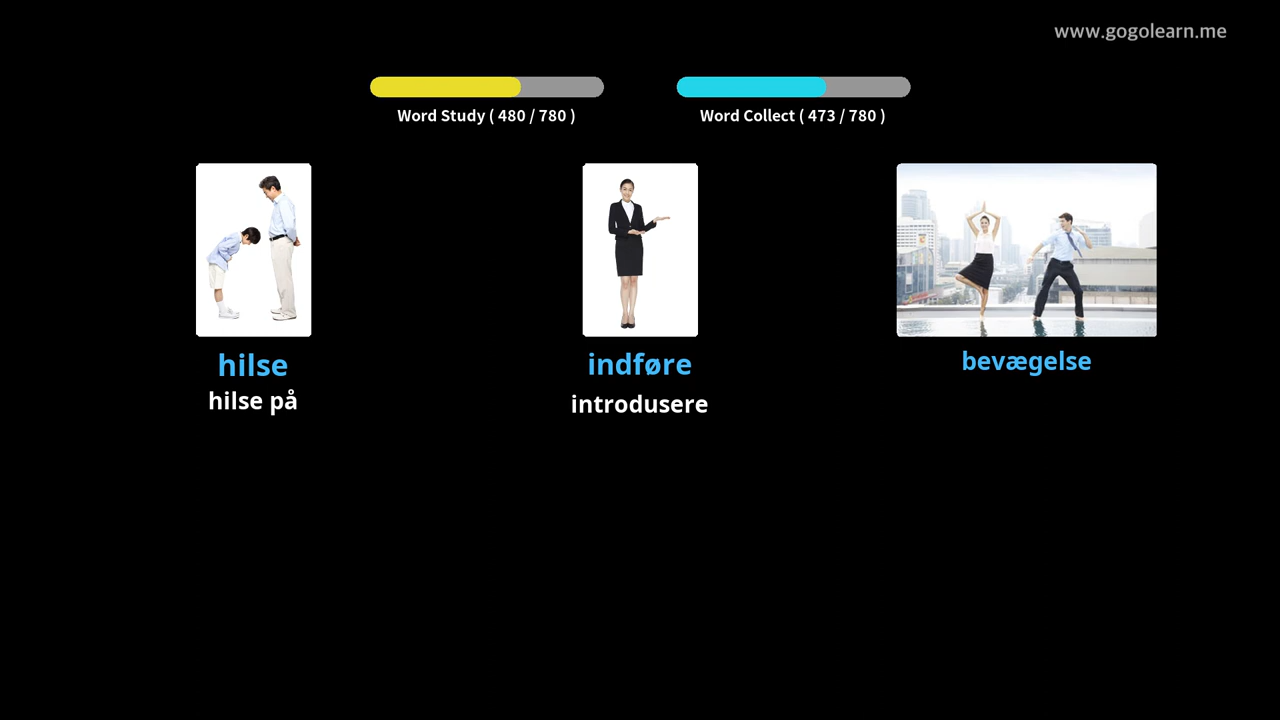 www.gogolearn.me
Word Study ( 480 / 780 )
Word Collect ( 473 / 780 )
hilse
hilse på
indføre
introdusere
bevægelse